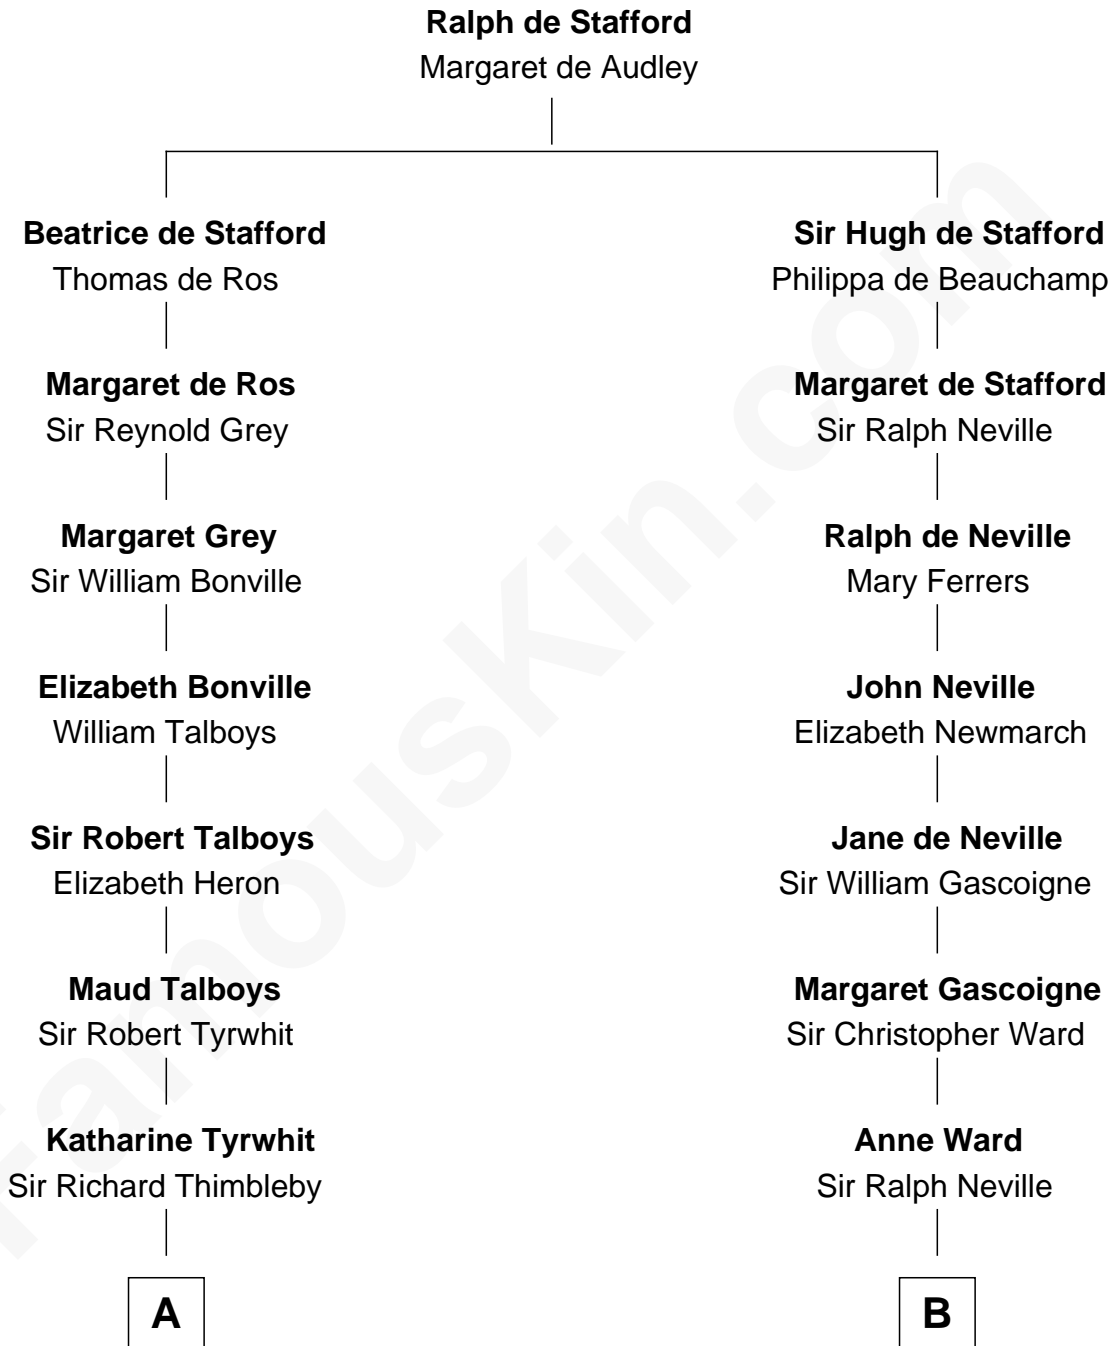 Ralph de Stafford
Margaret de Audley
Beatrice de Stafford
Thomas de Ros
Margaret de Ros
Sir Reynold Grey
Margaret Grey
Sir William Bonville
Elizabeth Bonville
William Talboys
Sir Robert Talboys
Elizabeth Heron
Maud Talboys
Sir Robert Tyrwhit
Katharine Tyrwhit
Sir Richard Thimbleby
A
Sir Hugh de Stafford
Philippa de Beauchamp
Margaret de Stafford
Sir Ralph Neville
Ralph de Neville
Mary Ferrers
John Neville
Elizabeth Newmarch
Jane de Neville
Sir William Gascoigne
Margaret Gascoigne
Sir Christopher Ward
Anne Ward
Sir Ralph Neville
B
FamousKin.com